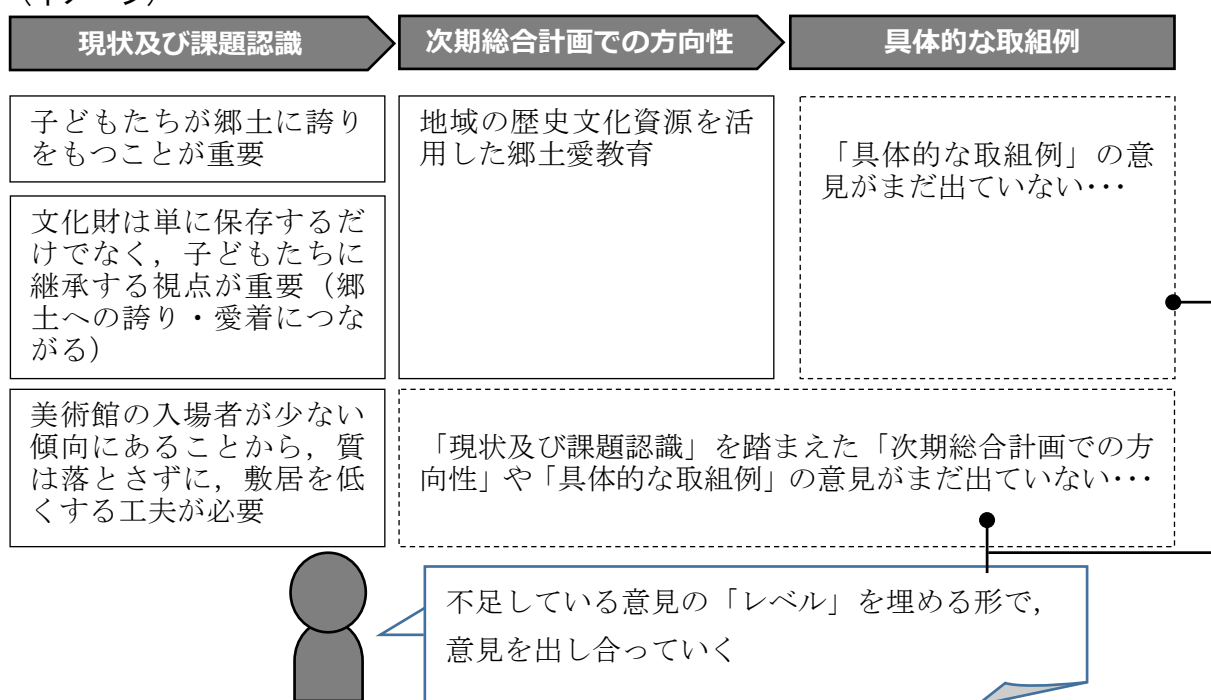 （イメージ）
現状及び課題認識
次期総合計画での方向性
具体的な取組例
子どもたちが郷土に誇り
をもつことが重要
地域の歴史文化資源を活
用した郷土愛教育
「具体的な取組例」の意
見がまだ出ていない･･･
文化財は単に保存するだ
けでなく，子どもたちに
継承する視点が重要（郷
土への誇り・愛着につな
がる）
美術館の入場者が少ない
傾向にあることから，質
は落とさずに，敷居を低
くする工夫が必要
「現状及び課題認識」を踏まえた「次期総合計画での方
向性」や「具体的な取組例」の意見がまだ出ていない･･･
不足している意見の「レベル」を埋める形で，
意見を出し合っていく